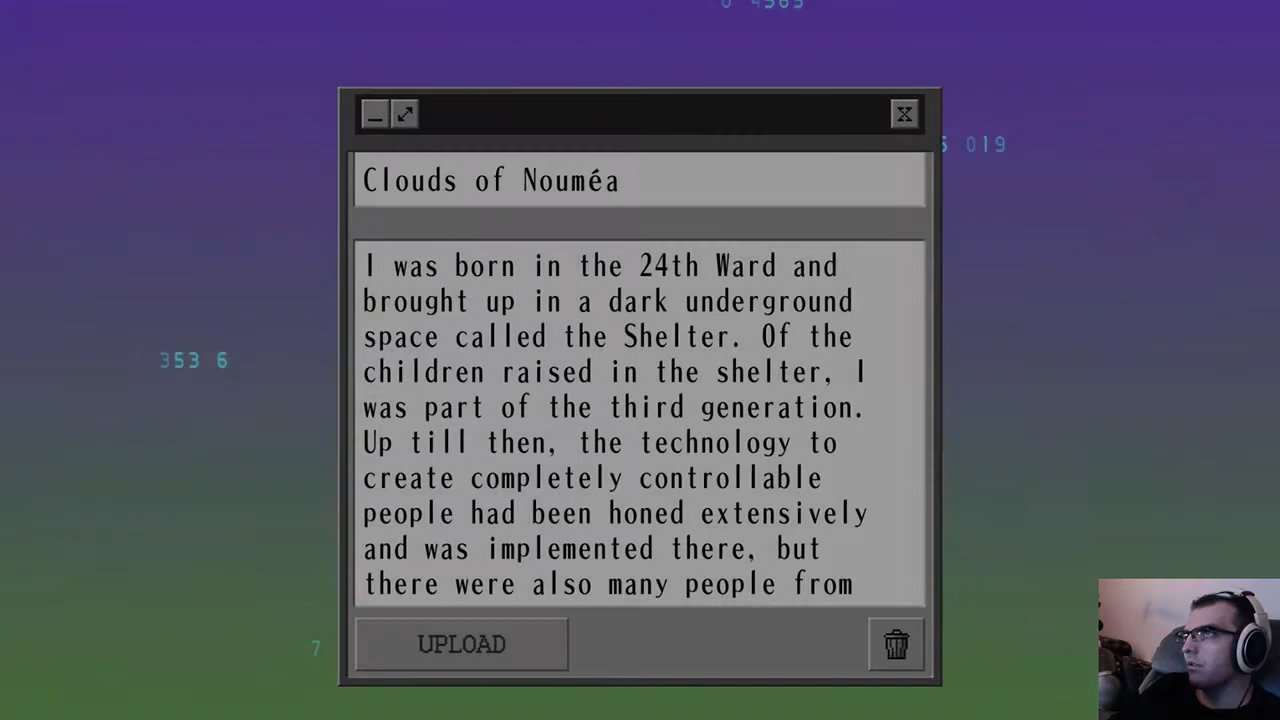 353 6
5 019
Clouds of Nouméa
I was born in the 24th Ward and
brought up in a dark underground
space called the Shelter. Of the
children raised in the shelter, I
was part of the third generation.
Up till then, the technology to
create completely controllable
people had been honed extensively
and was implemented there, but
there were also many people from
UPLOAD
7